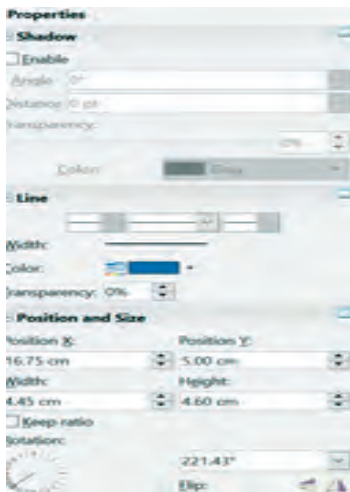 Properties
Shadow
Enable
Angle: 0°
Distance: 0 pt
Transparency:
0%
Color: Gray
Line
Width:
Color:
Transparency: 0%
Position and Size
Position X: Position Y:
16.75 cm 5.00 cm
Width: Height:
4.45 cm 4.60 cm
Keep ratio
Rotation:
221.43°
Flip: